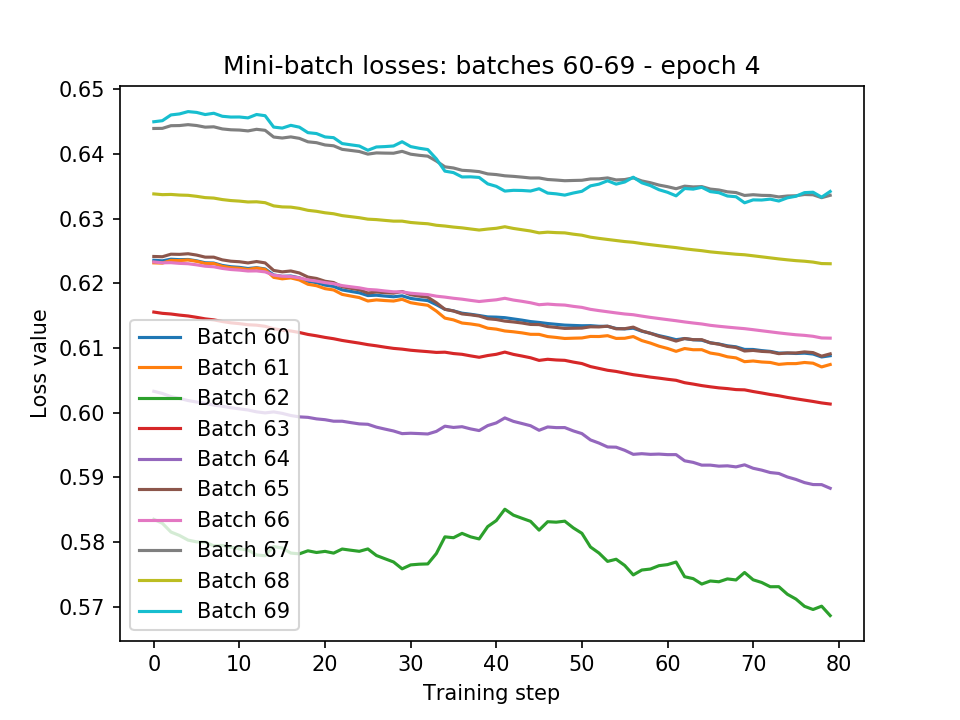 Mini-batch losses: batches 60-69 - epoch 4
0.65
0.64
0.63
0.62
0.61
0.60
0.59
0.58
0.57
Loss value
Batch 60
Batch 61
Batch 62
Batch 63
Batch 64
Batch 65
Batch 66
Batch 67
Batch 68
Batch 69
0 10 20 30 40 50 60 70 80
Training step